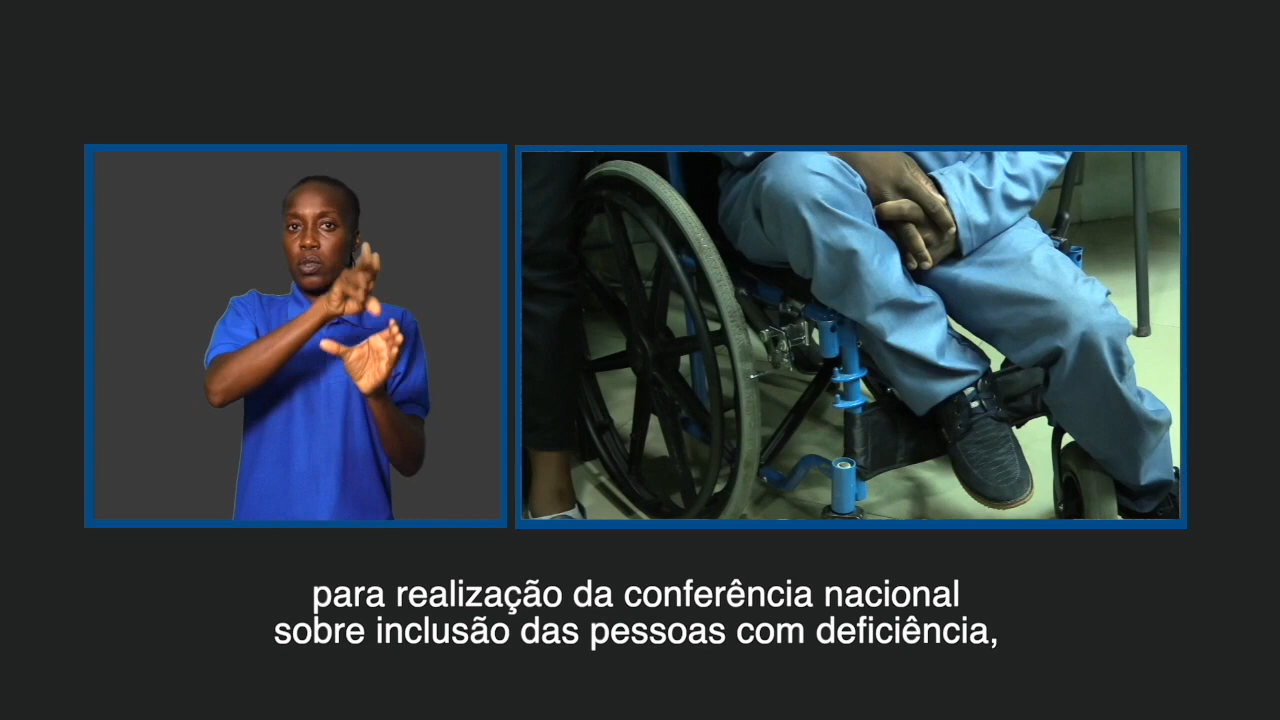 para realização da conferência nacional
sobre inclusão das pessoas com deficiência,